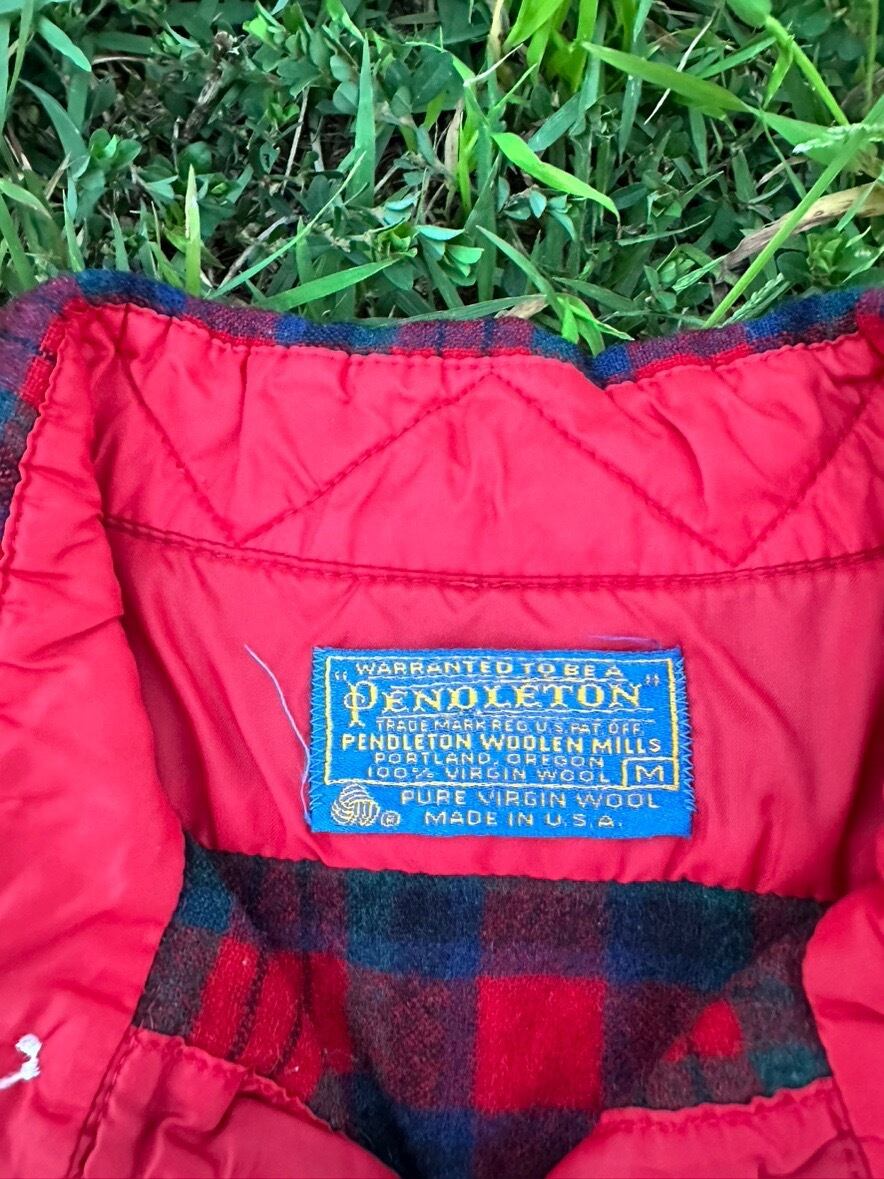 WARRANTED TO BE A
"PENDLETON"
TRADE MARK REG. U.S. PAT. OFF.
PENDLETON WOOLEN MILLS
PORTLAND, OREGON
100% VIRGIN WOOL M
PURE VIRGIN WOOL
® MADE IN U.S.A.